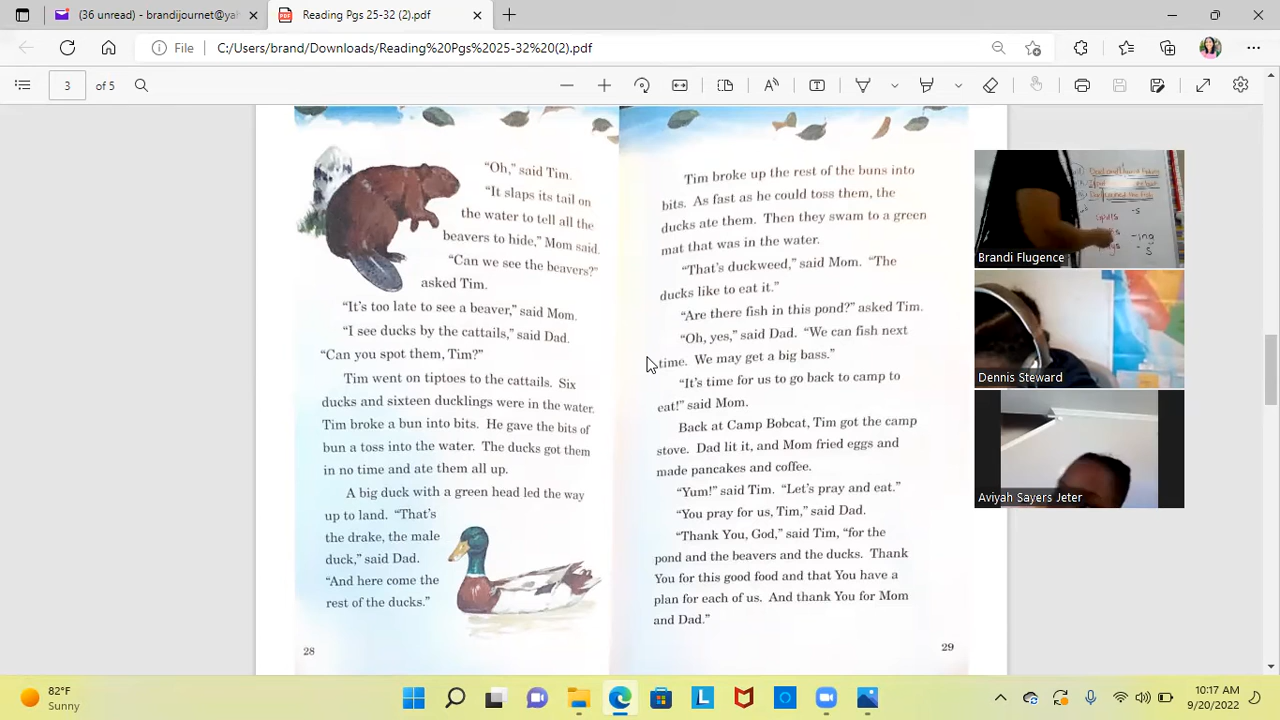 (36 unread) - brandijournet@yah
Reading Pgs 25-32 (2).pdf
File
C:/Users/brand/Downloads/Reading%20Pgs%2025-32%20(2).pdf
3
of 5
"Oh," said Tim.
"It slaps its tail on
the water to tell all the
beavers to hide," Mom said.
"Can we see the beavers?"
asked Tim.
"It's too late to see a beaver," said Mom.
"I see ducks by the cattails," said Dad.
"Can you spot them, Tim?"
Tim went on tiptoes to the cattails. Six
ducks and sixteen ducklings were in the water.
Tim broke a bun into bits. He gave the bits of
bun a toss into the water. The ducks got them
in no time and ate them all up.
A big duck with a green head led the way
up to land. "That's
the drake, the male
duck," said Dad.
"And here come the
rest of the ducks."
28
Tim broke up the rest of the buns into
bits. As fast as he could toss them, the
ducks ate them. Then they swam to a green
mat that was in the water.
"That's duckweed," said Mom. "The
ducks like to eat it."
"Are there fish in this pond?" asked Tim.
"Oh, yes," said Dad. "We can fish next
time. We may get a big bass."
"It's time for us to go back to camp to
eat!" said Mom.
Back at Camp Bobcat, Tim got the camp
stove. Dad lit it, and Mom fried eggs and
made pancakes and coffee.
"Yum!" said Tim. "Let's pray and eat."
"You pray for us, Tim," said Dad.
"Thank You, God," said Tim, "for the
pond and the beavers and the ducks. Thank
You for this good food and that You have a
plan for each of us. And thank You for Mom
and Dad."
29
-s
-ing
s
Brandi Flugence
Dennis Steward
Aviyah Sayers Jeter
82°F
Sunny
10:17 AM
9/20/2022